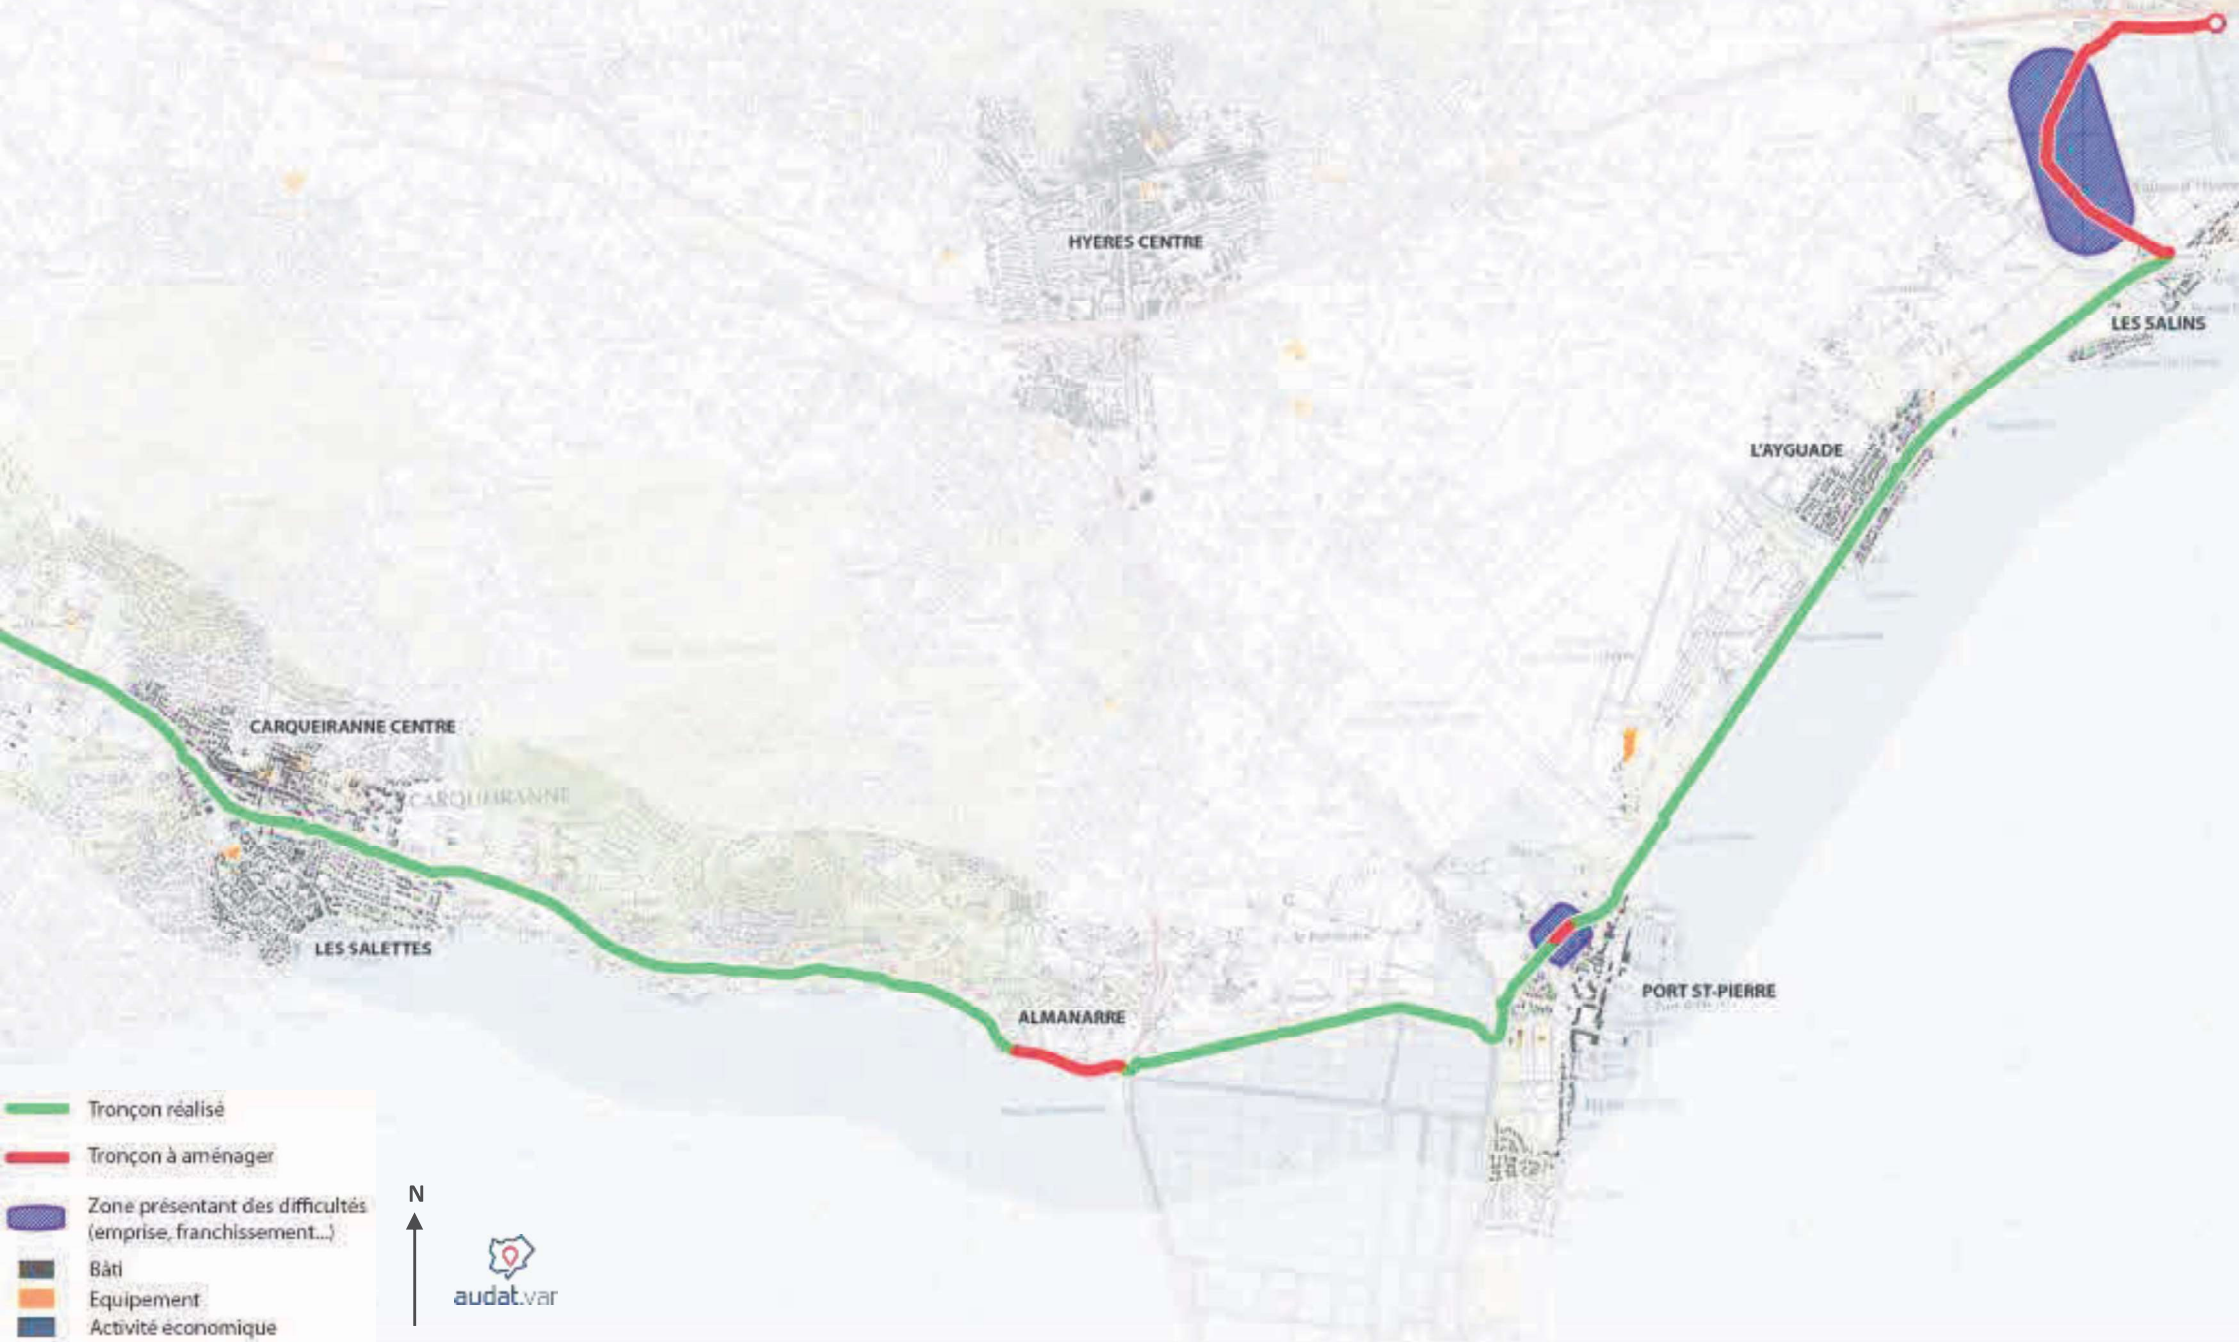 HYERES CENTRE
LES SALINS
L'AYGUADE
CARQUEIRANNE CENTRE
CARQUEIRANNE
LES SALETTES
PORT ST-PIERRE
ALMANARRE
Tronçon réalisé
Tronçon à aménager
Zone présentant des difficultés
(emprise, franchissement...)
Bâti
Equipement
Activité économique
N
audat.var